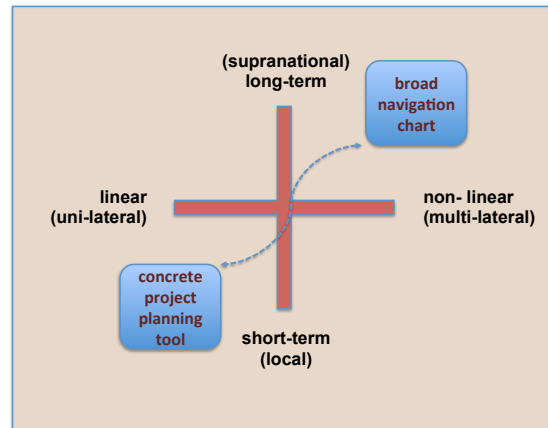 (supranational)
long-term
broad
navigation
chart
linear
(uni-lateral)
non- linear
(multi-lateral)
concrete
project
planning
tool
short-term
(local)